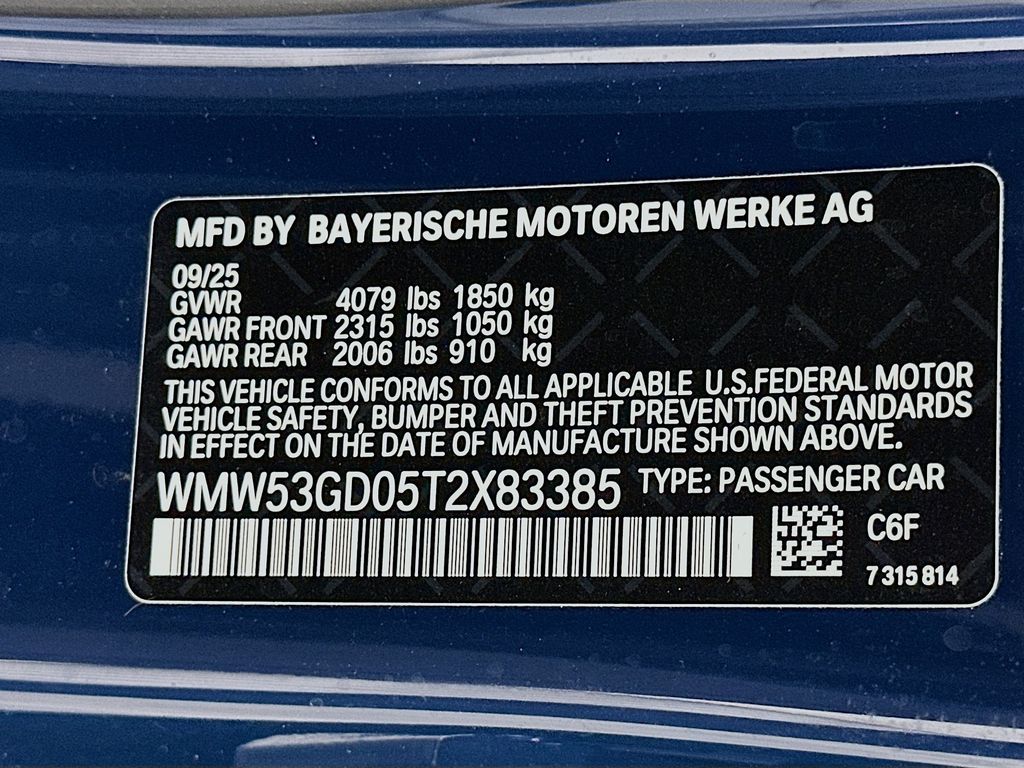 MFD BY BAYERISCHE MOTOREN WERKE AG
09/25
GVWR 4079 lbs 1850 kg
GAWR FRONT 2315 lbs 1050 kg
GAWR REAR 2006 lbs 910 kg
THIS VEHICLE CONFORMS TO ALL APPLICABLE U.S.FEDERAL MOTOR
VEHICLE SAFETY, BUMPER AND THEFT PREVENTION STANDARDS
IN EFFECT ON THE DATE OF MANUFACTURE SHOWN ABOVE.
WMW53GD05T2X83385 TYPE: PASSENGER CAR
C6F
7 315 814